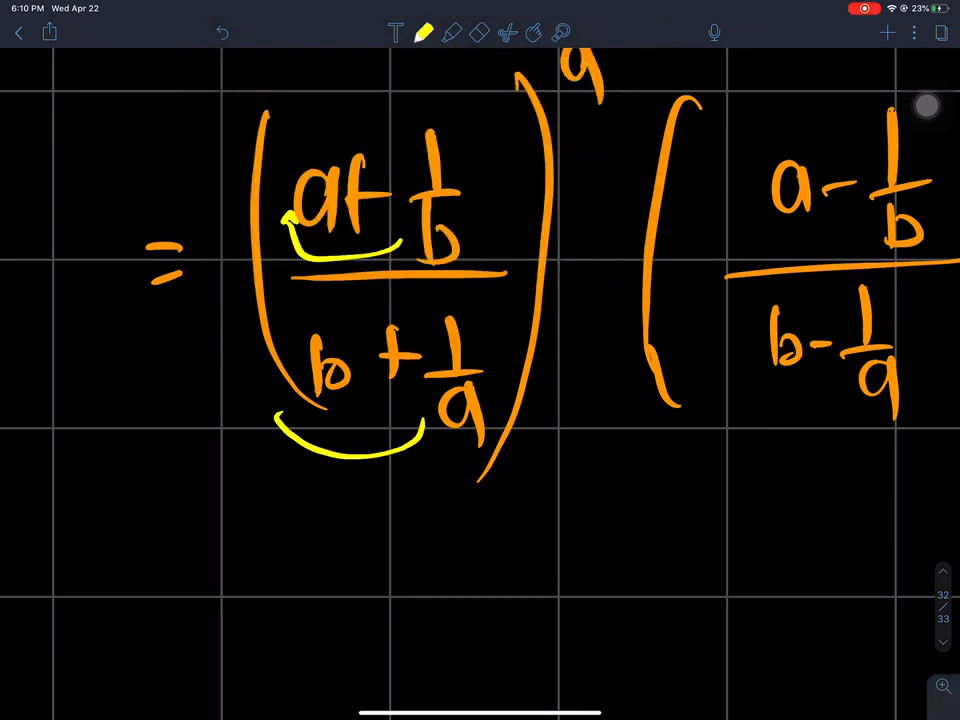 6:10 PM Wed Apr 22 23%
T
= ( (a + 1/b) / (b + 1/a) )^a ( (a - 1/b) / (b - 1/a)
32
/
33